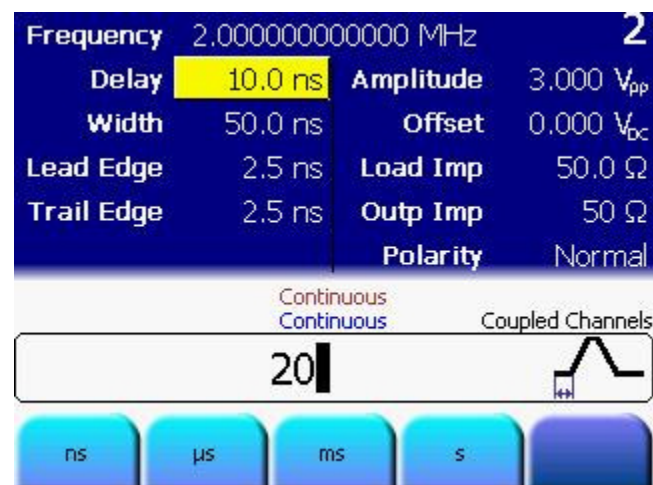 Frequency 2.000000000000 MHz 2
Delay 10.0 ns Amplitude 3.000 Vpp
Width 50.0 ns Offset 0.000 VDC
Lead Edge 2.5 ns Load Imp 50.0 Ω
Trail Edge 2.5 ns Outp Imp 50 Ω
Polarity Normal
Continuous
Continuous Coupled Channels
20
ns µs ms s